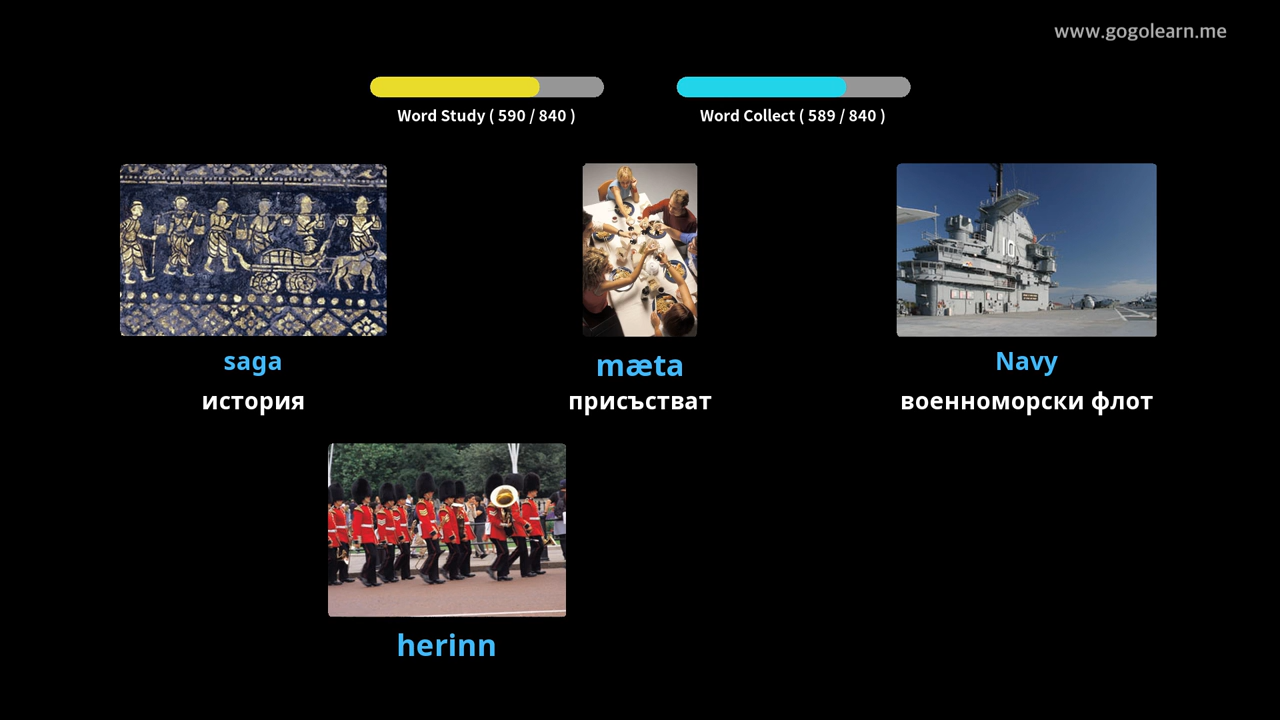 www.gogolearn.me
Word Study ( 590 / 840 )
Word Collect ( 589 / 840 )
saga
mæta
Navy
история
присъстват
военноморски флот
herinn